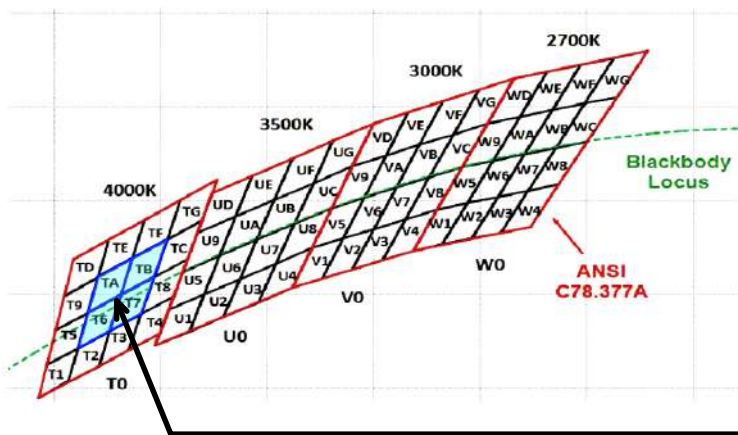 2700K
3000K
3500K
4000K
WD WE WF WG
W9 WA WB WC
W5 W6 W7 W8
W1 W2 W3 W4
W0
VD VE VF VG
V9 VA VB VC
V5 V6 V7 V8
V1 V2 V3 V4
V0
UD UE UF UG
U9 UA UB UC
U5 U6 U7 U8
U1 U2 U3 U4
U0
TD TE TF TG
T9 TA TB TC
T5 T6 T7 T8
T1 T2 T3 T4
T0
Blackbody
Locus
ANSI
C78.377A